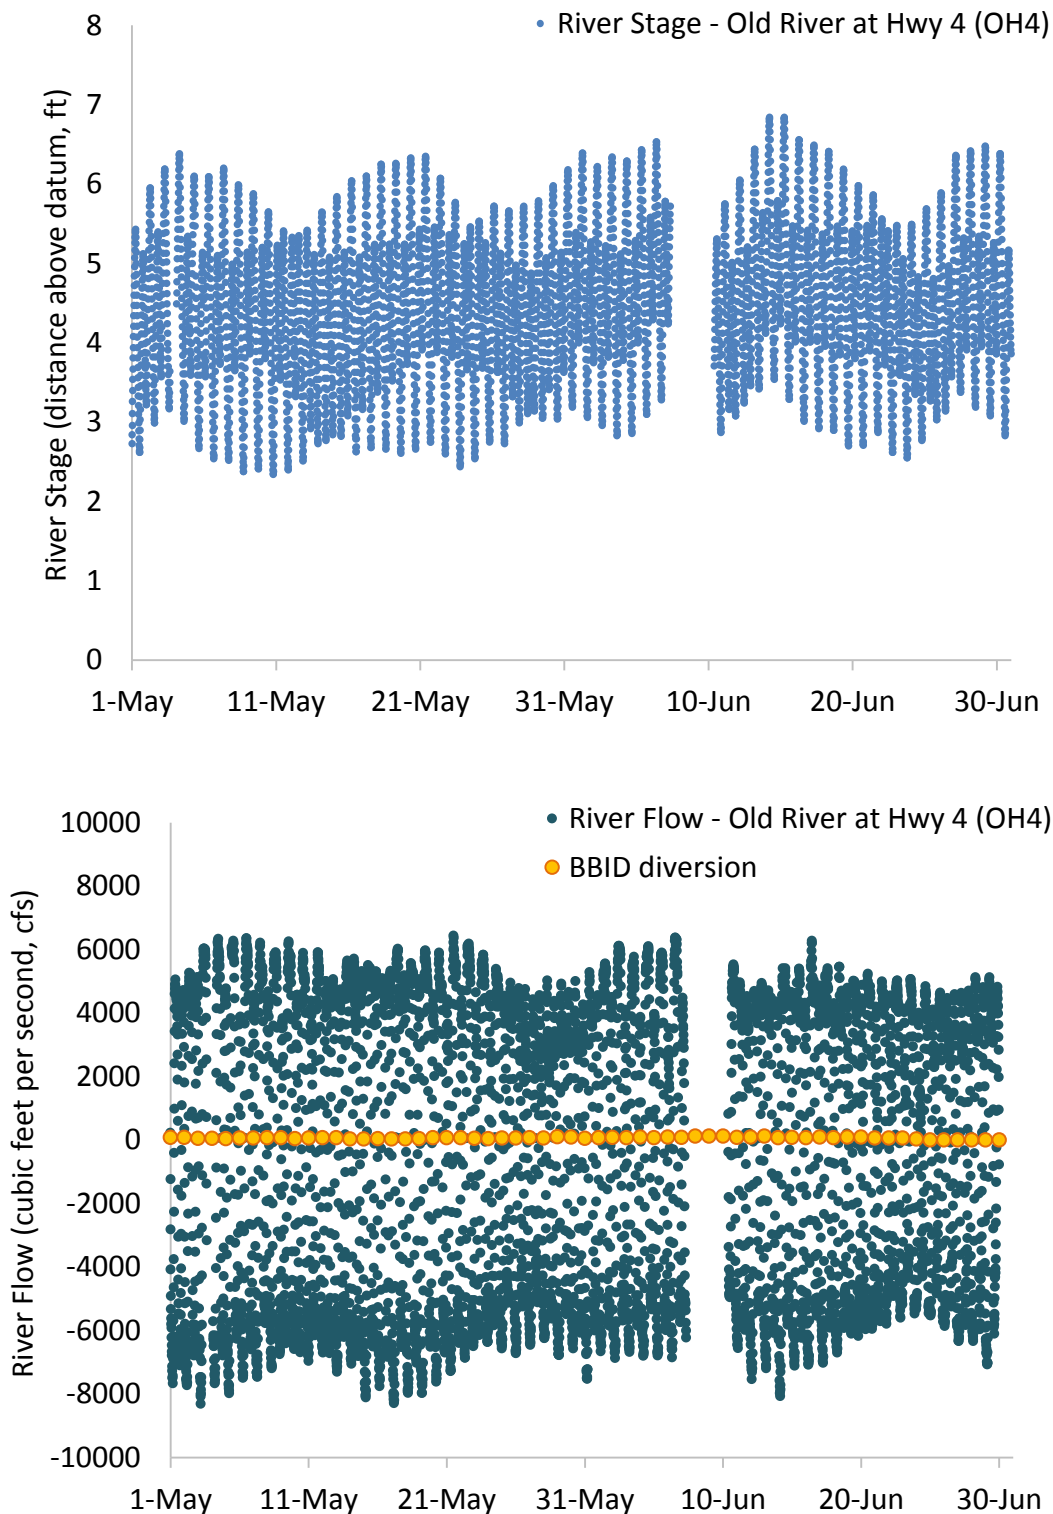 River Stage - Old River at Hwy 4 (OH4)
River Stage (distance above datum, ft)
8
7
6
5
4
3
2
1
0
1-May 11-May 21-May 31-May 10-Jun 20-Jun 30-Jun
River Flow - Old River at Hwy 4 (OH4)
BBID diversion
River Flow (cubic feet per second, cfs)
10000
8000
6000
4000
2000
0
-2000
-4000
-6000
-8000
-10000
1-May 11-May 21-May 31-May 10-Jun 20-Jun 30-Jun